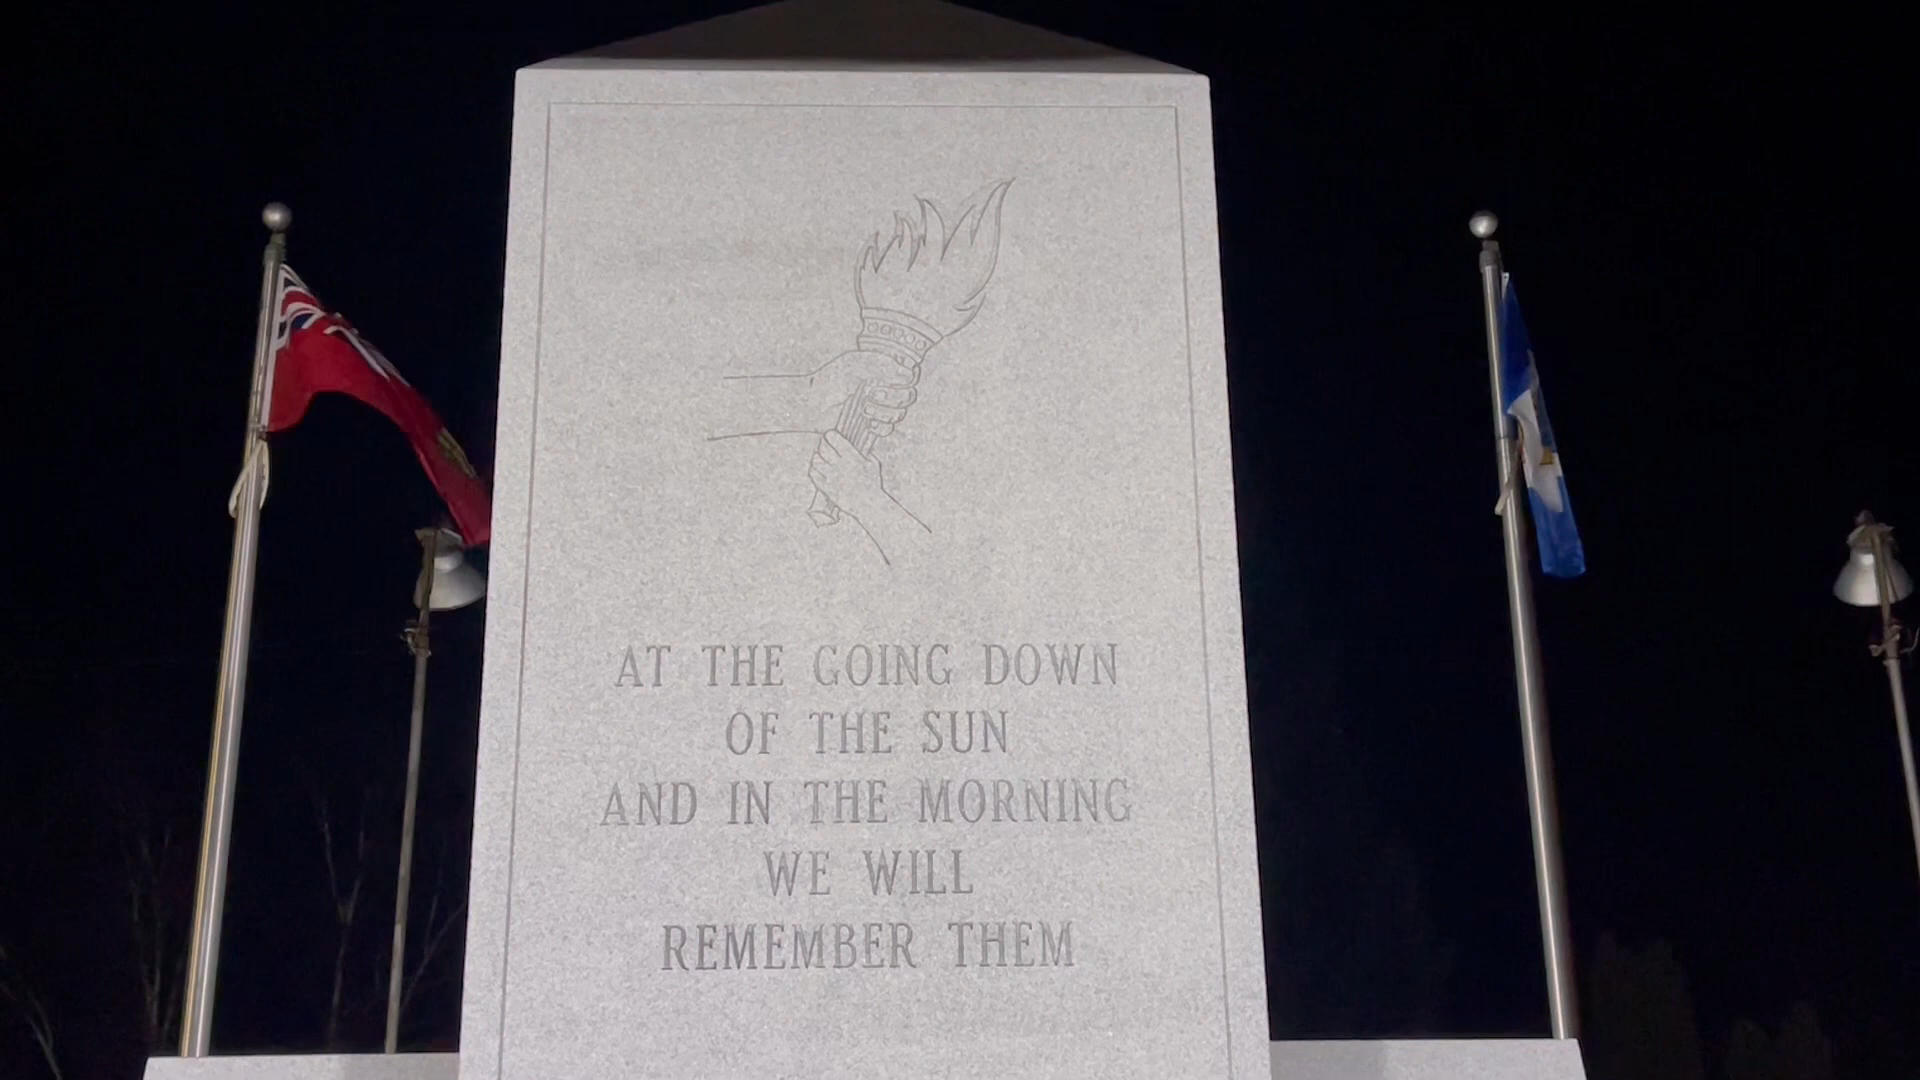 AT THE GOING DOWN
OF THE SUN
AND IN THE MORNING
WE WILL
REMEMBER THEM